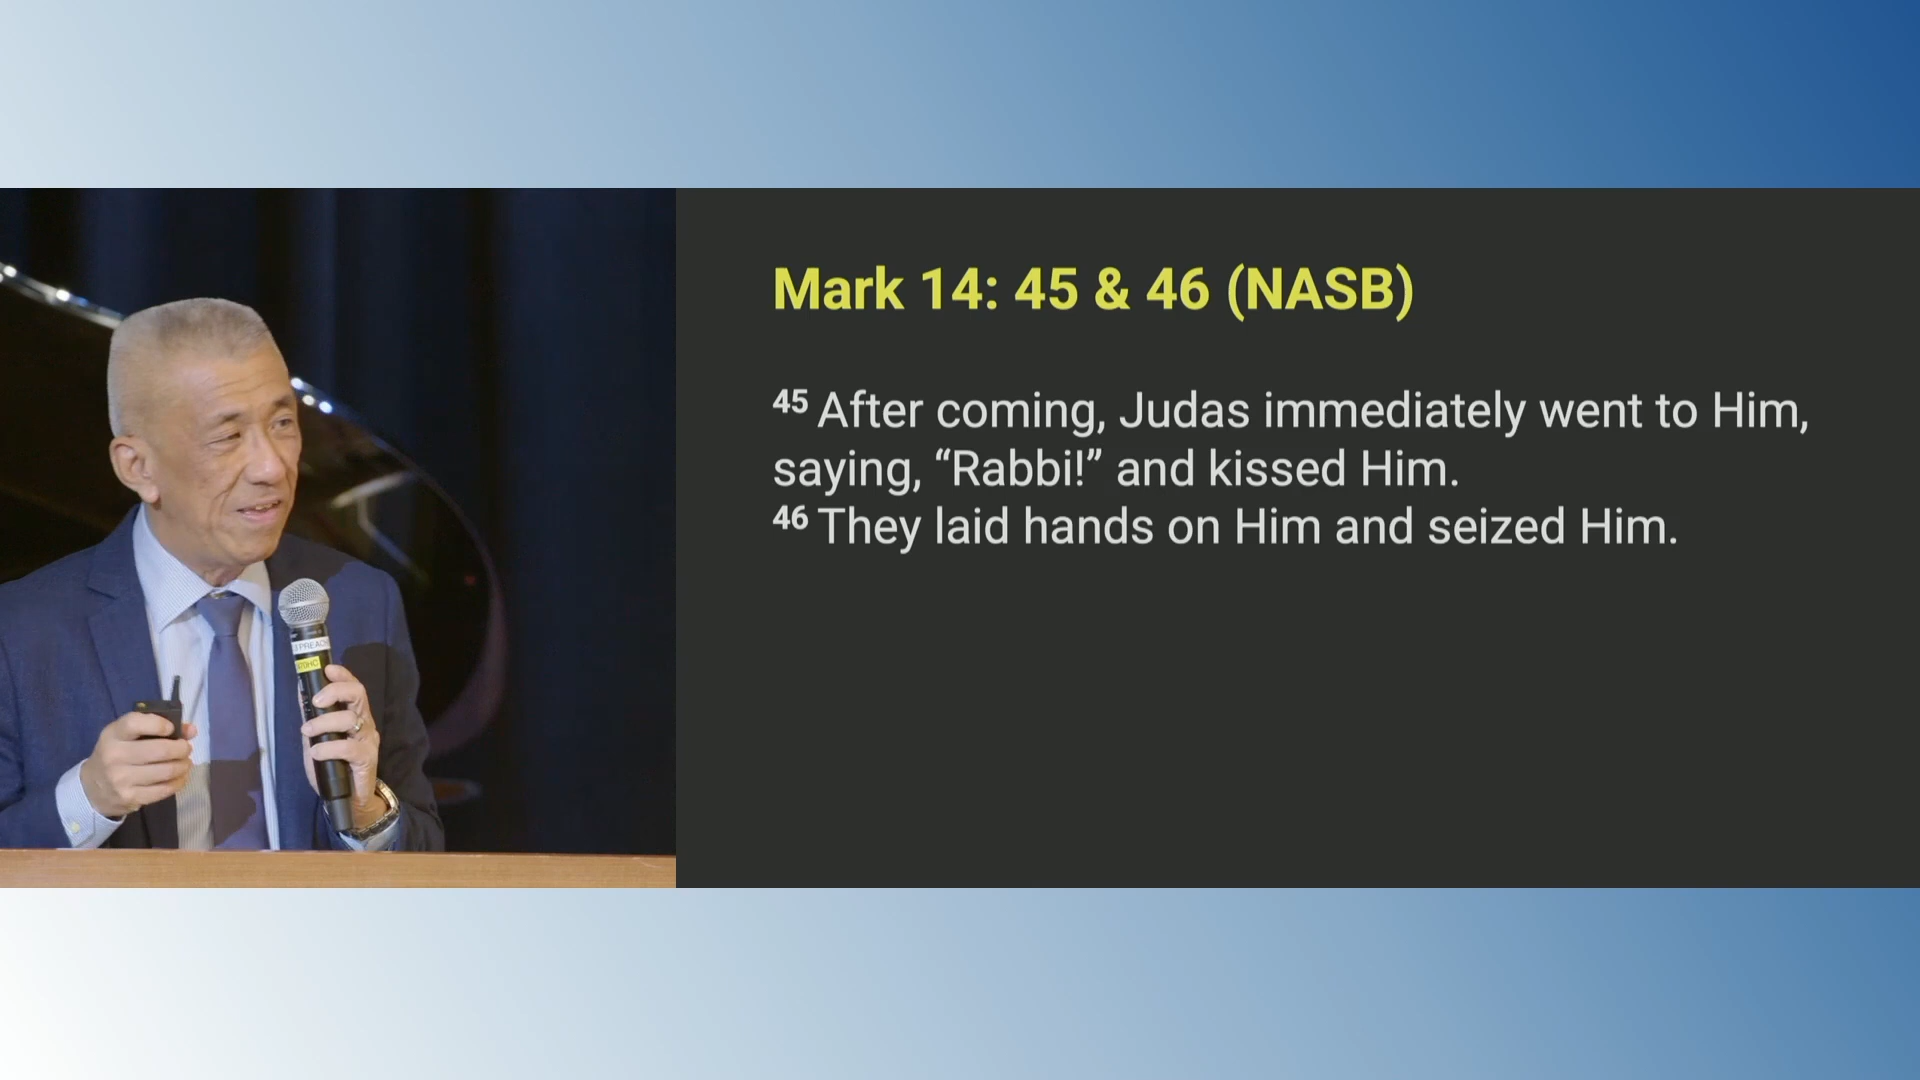 Mark 14: 45 & 46 (NASB)
45 After coming, Judas immediately went to Him,
saying, “Rabbi!” and kissed Him.
46 They laid hands on Him and seized Him.